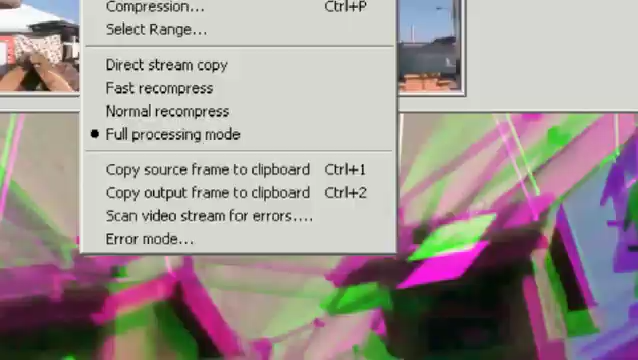 Compression... Ctrl+P
Select Range...
Direct stream copy
Fast recompress
Normal recompress
Full processing mode
Copy source frame to clipboard Ctrl+1
Copy output frame to clipboard Ctrl+2
Scan video stream for errors....
Error mode...